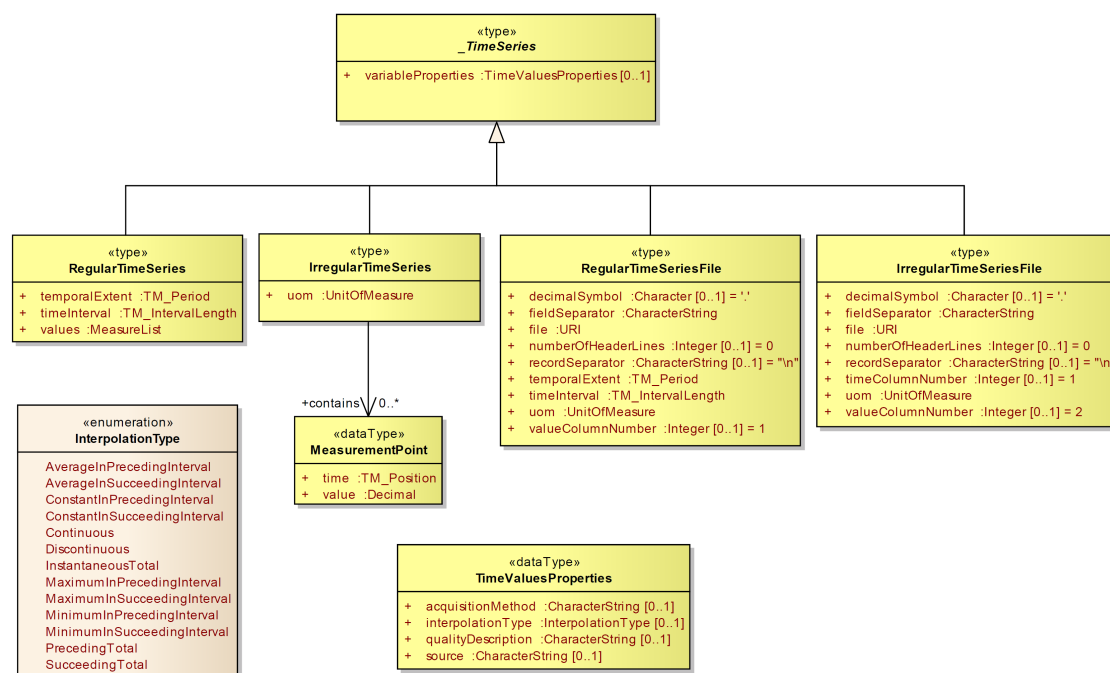 «type»
_TimeSeries
+ variableProperties :TimeValuesProperties [0..1]
«type»
RegularTimeSeries
+ temporalExtent :TM_Period
+ timeInterval :TM_IntervalLength
+ values :MeasureList
«type»
IrregularTimeSeries
+ uom :UnitOfMeasure
«type»
RegularTimeSeriesFile
+ decimalSymbol :Character [0..1] = '.'
+ fieldSeparator :CharacterString
+ file :URI
+ numberOfHeaderLines :Integer [0..1] = 0
+ recordSeparator :CharacterString [0..1] = "\n"
+ temporalExtent :TM_Period
+ timeInterval :TM_IntervalLength
+ uom :UnitOfMeasure
+ valueColumnNumber :Integer [0..1] = 1
«type»
IrregularTimeSeriesFile
+ decimalSymbol :Character [0..1] = '.'
+ fieldSeparator :CharacterString
+ file :URI
+ numberOfHeaderLines :Integer [0..1] = 0
+ recordSeparator :CharacterString [0..1] = "\n
+ timeColumnNumber :Integer [0..1] = 1
+ uom :UnitOfMeasure
+ valueColumnNumber :Integer [0..1] = 2
+contains 0..*
«dataType»
MeasurementPoint
+ time :TM_Position
+ value :Decimal
«enumeration»
InterpolationType
AverageInPrecedingInterval
AverageInSucceedingInterval
ConstantInPrecedingInterval
ConstantInSucceedingInterval
Continuous
Discontinuous
InstantaneousTotal
MaximumInPrecedingInterval
MaximumInSucceedingInterval
MinimumInPrecedingInterval
MinimumInSucceedingInterval
PrecedingTotal
SucceedingTotal
«dataType»
TimeValuesProperties
+ acquisitionMethod :CharacterString [0..1]
+ interpolationType :InterpolationType [0..1]
+ qualityDescription :CharacterString [0..1]
+ source :CharacterString [0..1]